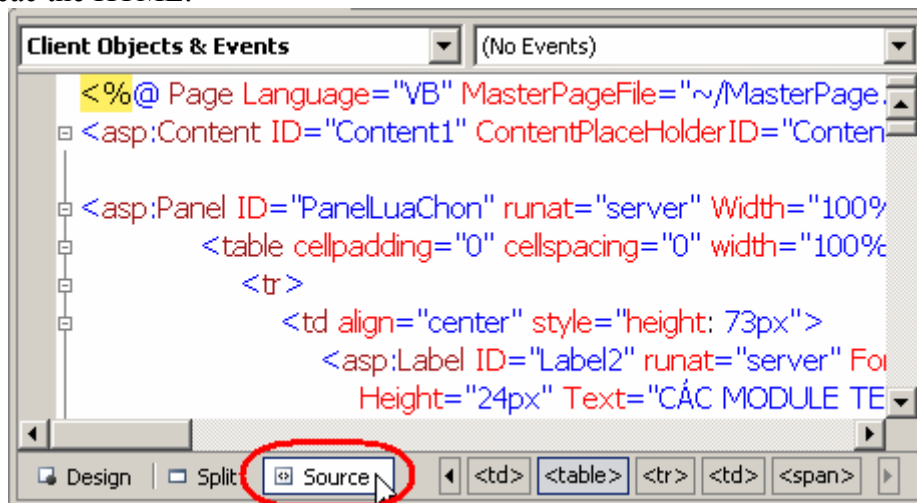 Client Objects & Events (No Events)
<%@ Page Language="VB" MasterPageFile="~/MasterPage.
<asp:Content ID="Content1" ContentPlaceHolderID="Conten
<asp:Panel ID="PanelLuaChon" runat="server" Width="100%
<table cellpadding="0" cellspacing="0" width="100%
<tr>
<td align="center" style="height: 73px">
<asp:Label ID="Label2" runat="server" Fo
Height="24px" Text="CÁC MODULE TE
Design Split Source <td> <table> <tr> <td> <span>